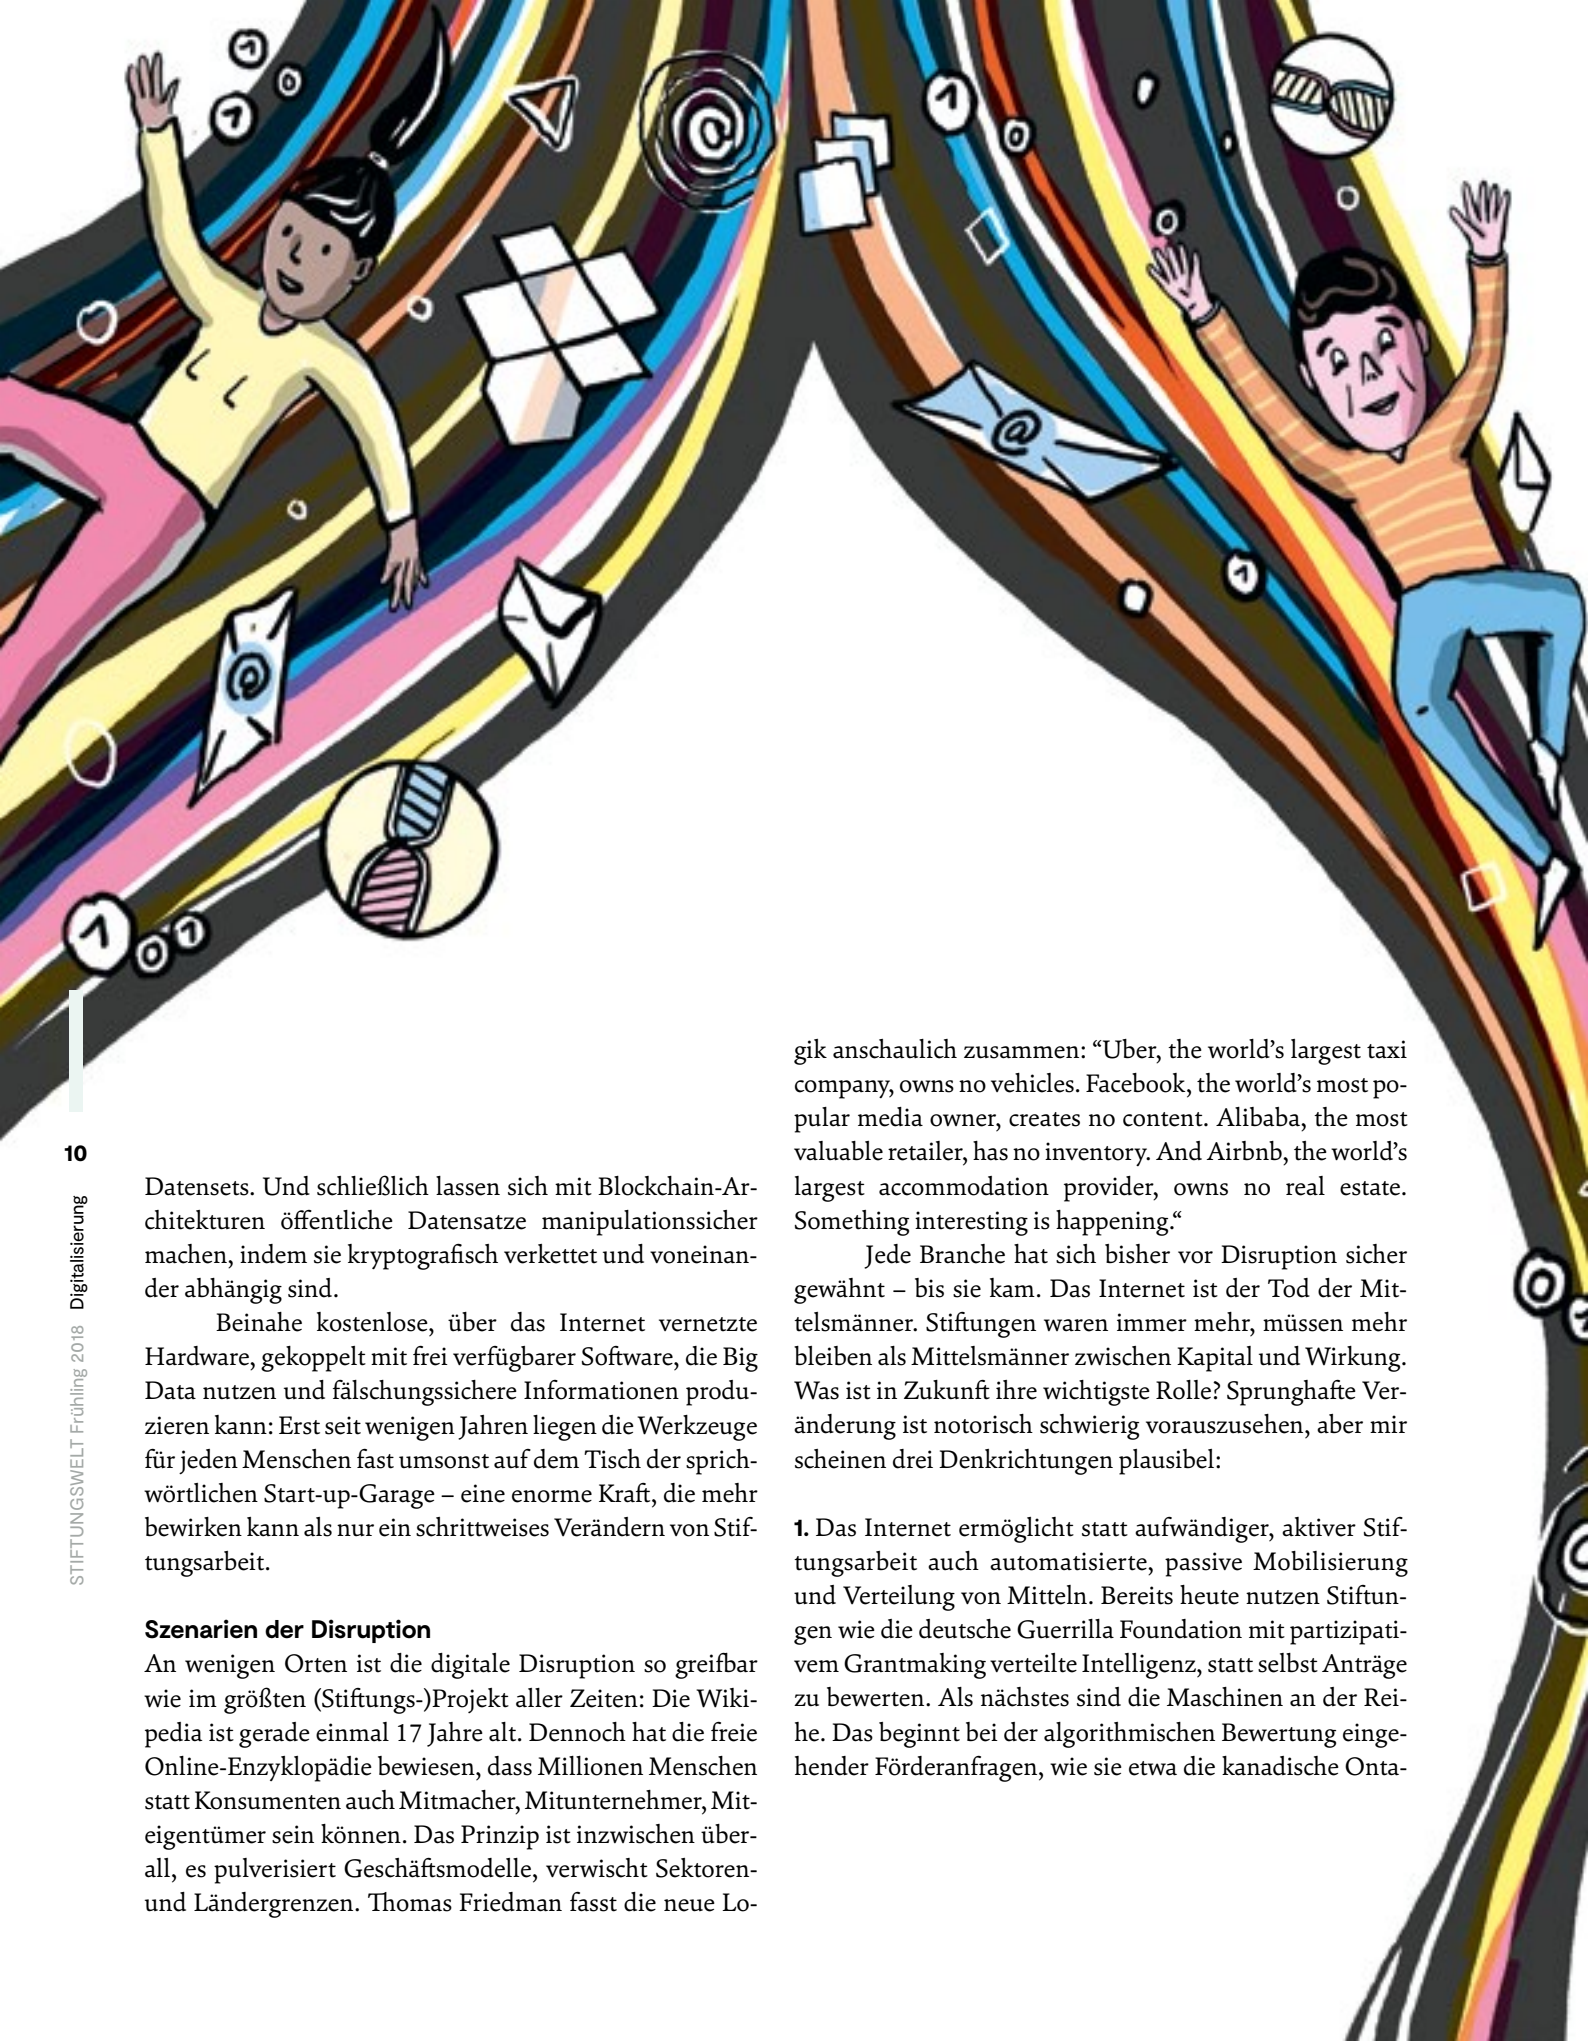 10
Digitalisierung
STIFTUNGSWELT Frühling 2018
Datensets. Und schließlich lassen sich mit Blockchain-Ar-
chitekturen öffentliche Datensatze manipulationssicher
machen, indem sie kryptografisch verkettet und voneinan-
der abhängig sind.
Beinahe kostenlose, über das Internet vernetzte
Hardware, gekoppelt mit frei verfügbarer Software, die Big
Data nutzen und fälschungssichere Informationen produ-
zieren kann: Erst seit wenigen Jahren liegen die Werkzeuge
für jeden Menschen fast umsonst auf dem Tisch der sprich-
wörtlichen Start-up-Garage – eine enorme Kraft, die mehr
bewirken kann als nur ein schrittweises Verändern von Stif-
tungsarbeit.
Szenarien der Disruption
An wenigen Orten ist die digitale Disruption so greifbar
wie im größten (Stiftungs-)Projekt aller Zeiten: Die Wiki-
pedia ist gerade einmal 17 Jahre alt. Dennoch hat die freie
Online-Enzyklopädie bewiesen, dass Millionen Menschen
statt Konsumenten auch Mitmacher, Mitunternehmer, Mit-
eigentümer sein können. Das Prinzip ist inzwischen über-
all, es pulverisiert Geschäftsmodelle, verwischt Sektoren-
und Ländergrenzen. Thomas Friedman fasst die neue Lo-
gik anschaulich zusammen: “Uber, the world’s largest taxi
company, owns no vehicles. Facebook, the world’s most po-
pular media owner, creates no content. Alibaba, the most
valuable retailer, has no inventory. And Airbnb, the world’s
largest accommodation provider, owns no real estate.
Something interesting is happening.“
Jede Branche hat sich bisher vor Disruption sicher
gewähnt – bis sie kam. Das Internet ist der Tod der Mit-
telsmänner. Stiftungen waren immer mehr, müssen mehr
bleiben als Mittelsmänner zwischen Kapital und Wirkung.
Was ist in Zukunft ihre wichtigste Rolle? Sprunghafte Ver-
änderung ist notorisch schwierig vorauszusehen, aber mir
scheinen drei Denkrichtungen plausibel:
1. Das Internet ermöglicht statt aufwändiger, aktiver Stif-
tungsarbeit auch automatisierte, passive Mobilisierung
und Verteilung von Mitteln. Bereits heute nutzen Stiftun-
gen wie die deutsche Guerrilla Foundation mit partizipati-
vem Grantmaking verteilte Intelligenz, statt selbst Anträge
zu bewerten. Als nächstes sind die Maschinen an der Rei-
he. Das beginnt bei der algorithmischen Bewertung einge-
hender Förderanfragen, wie sie etwa die kanadische Onta-